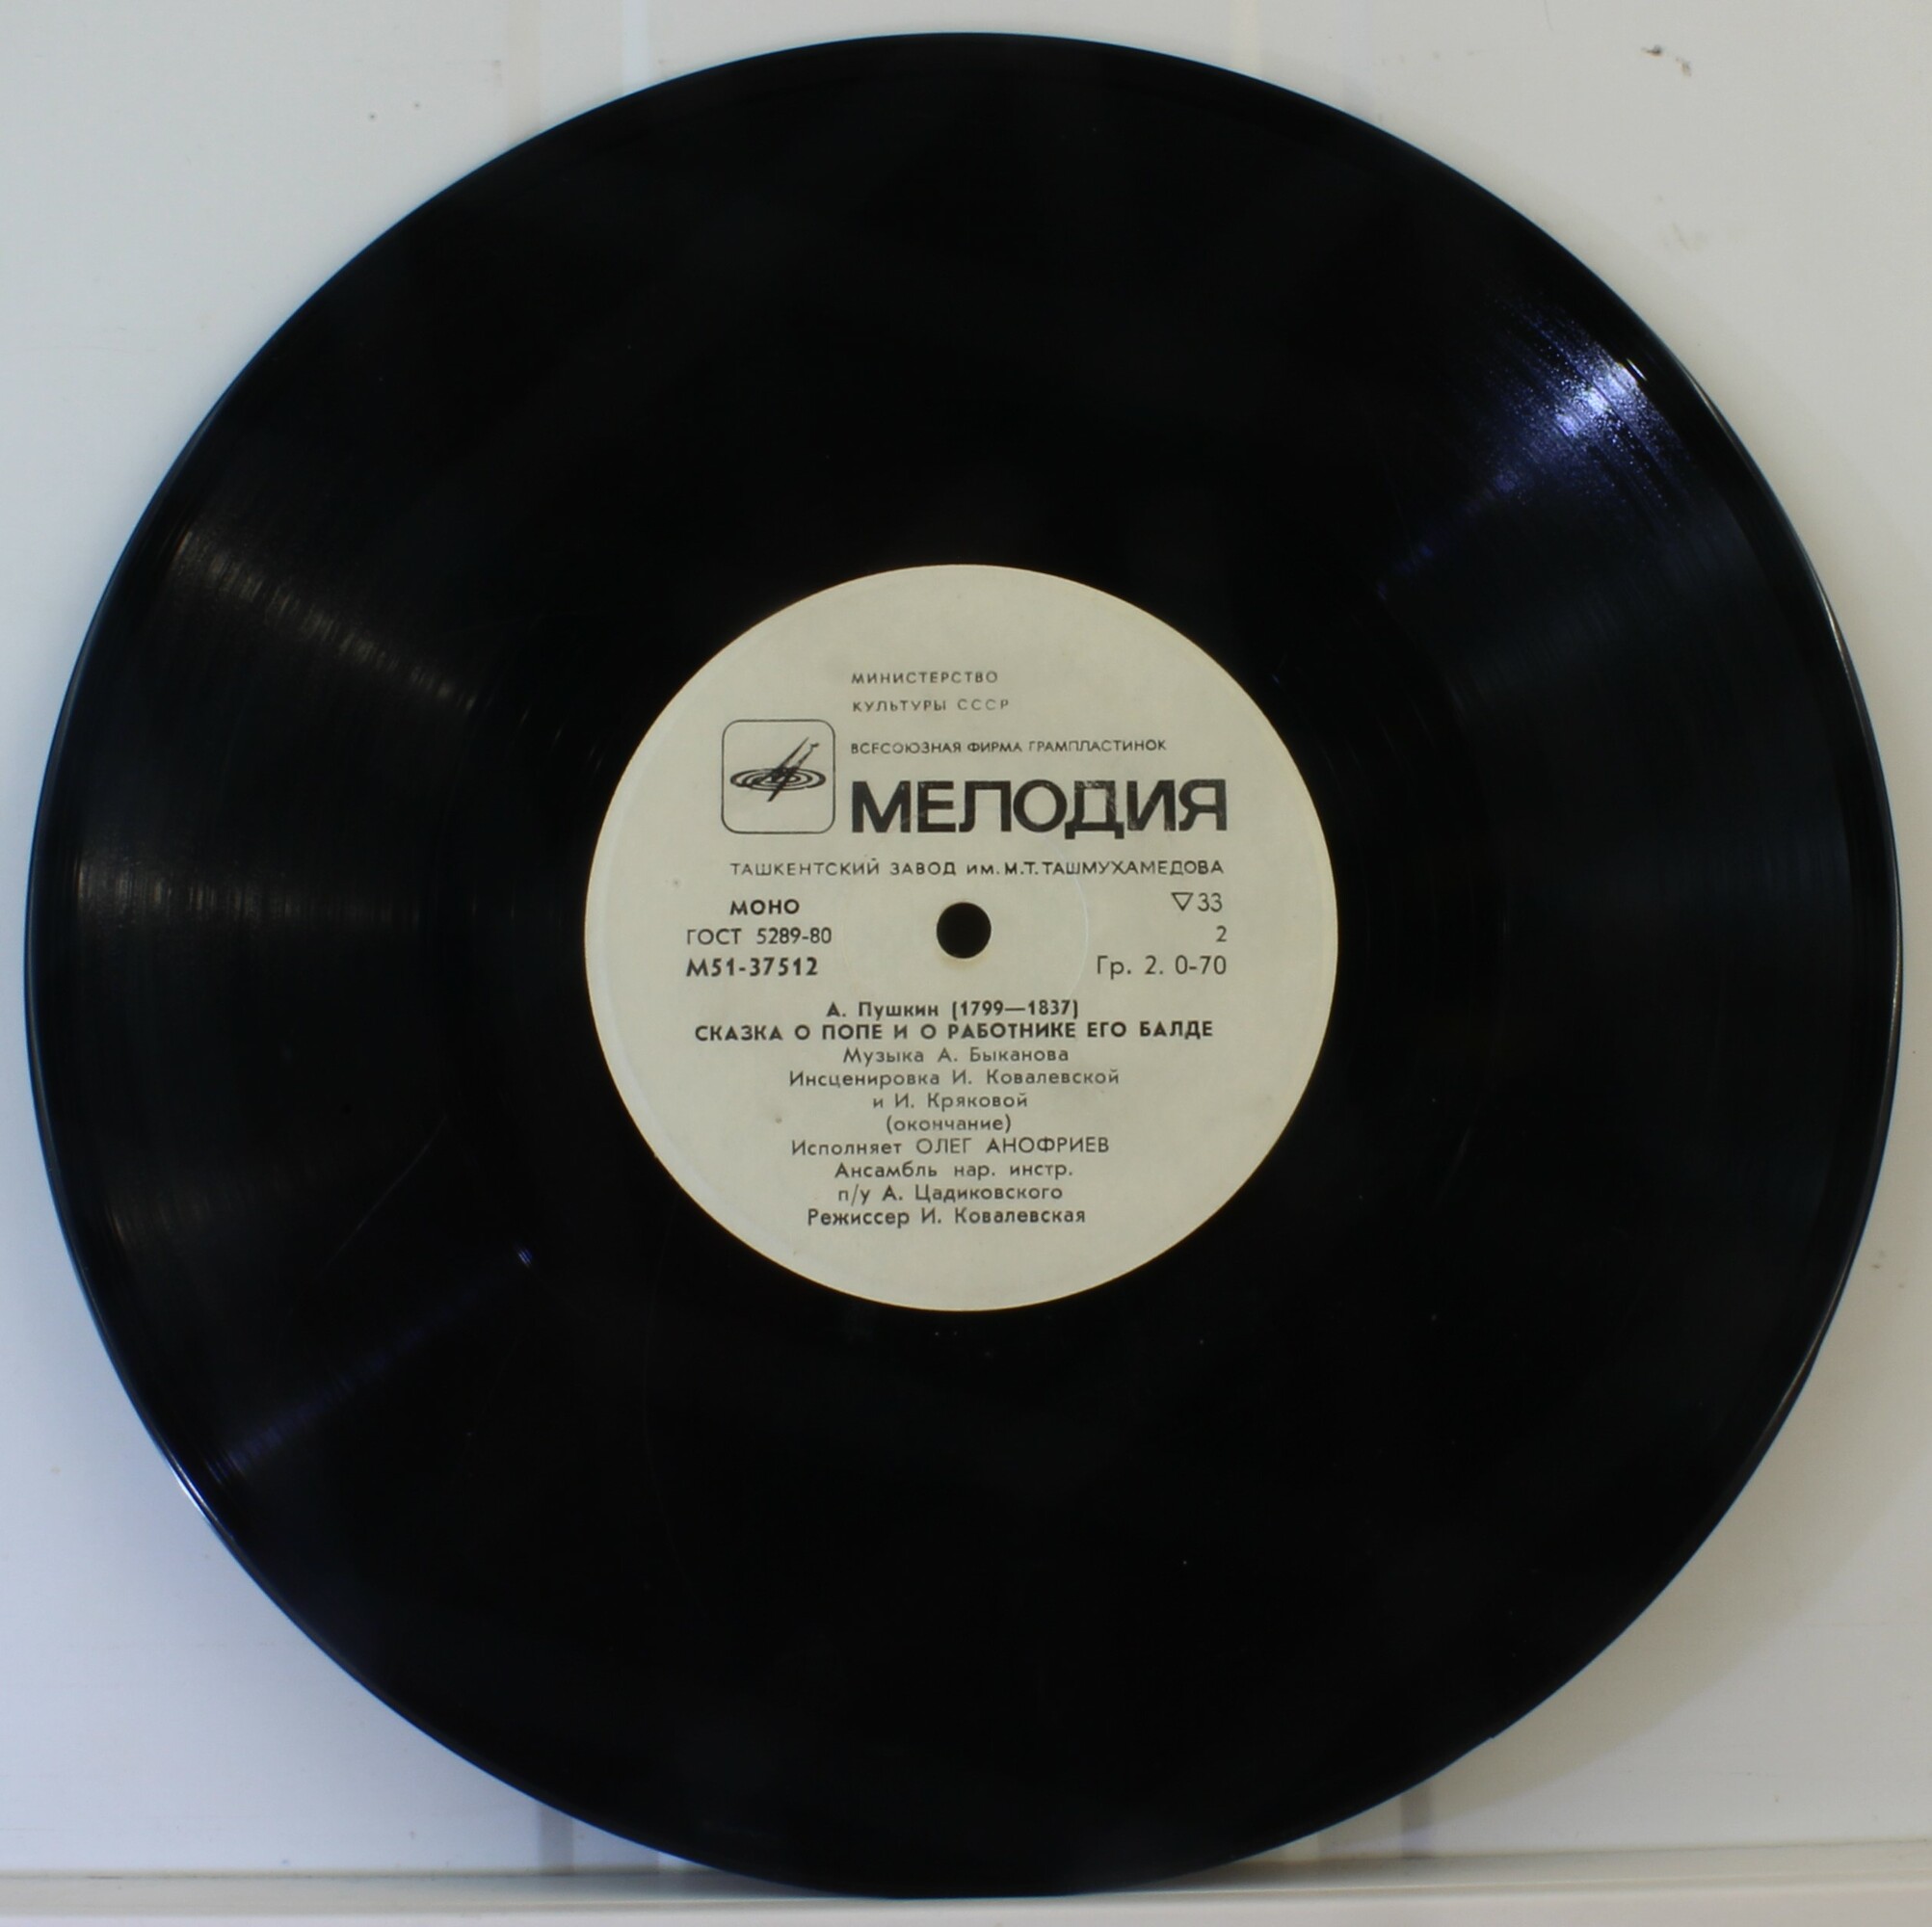 МИНИСТЕРСТВО
КУЛЬТУРЫ СССР
ВСЕСОЮЗНАЯ ФИРМА ГРАМПЛАСТИНОК
МЕЛОДИЯ
ТАШКЕНТСКИЙ ЗАВОД им. М.Т. ТАШМУХАМЕДОВА
МОНО ▽33
ГОСТ 5289-80 2
М51-37512 Гр. 2. 0-70
А. Пушкин (1799—1837)
СКАЗКА О ПОПЕ И О РАБОТНИКЕ ЕГО БАЛДЕ
Музыка А. Быканова
Инсценировка И. Ковалевской
и И. Кряковой
(окончание)
Исполняет ОЛЕГ АНОФРИЕВ
Ансамбль нар. инстр.
п/у А. Цадиковского
Режиссер И. Ковалевская